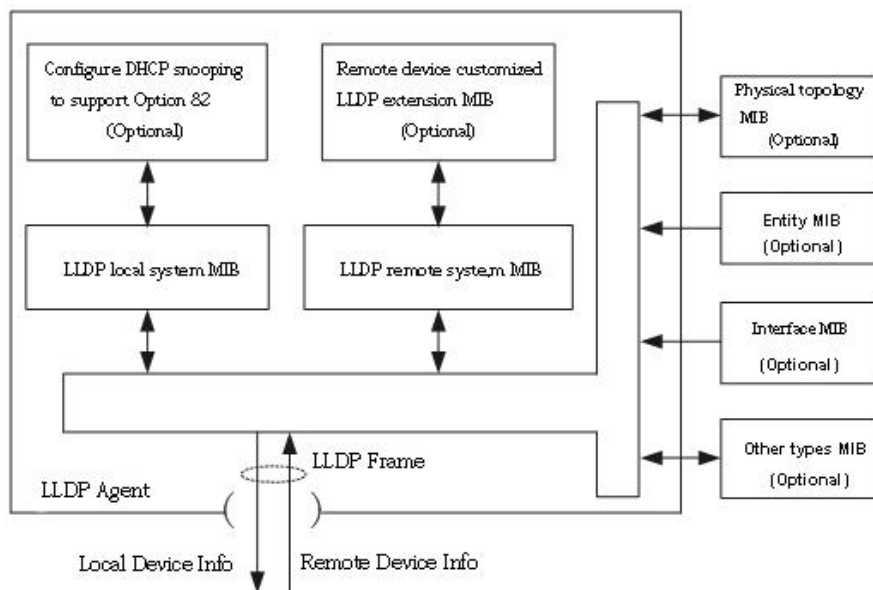 Configure DHCP snooping
to support Option 82
(Optional)
Remote device customized
LLDP extension MIB
(Optional)
Physical topology
MIB
(Optional)
LLDP local system MIB
LLDP remote syste,m MIB
Entity MIB
(Optional)
Interface MIB
(Optional)
Other types MIB
(Optional)
LLDP Frame
LLDP Agent
Local Device Info
Remote Device Info